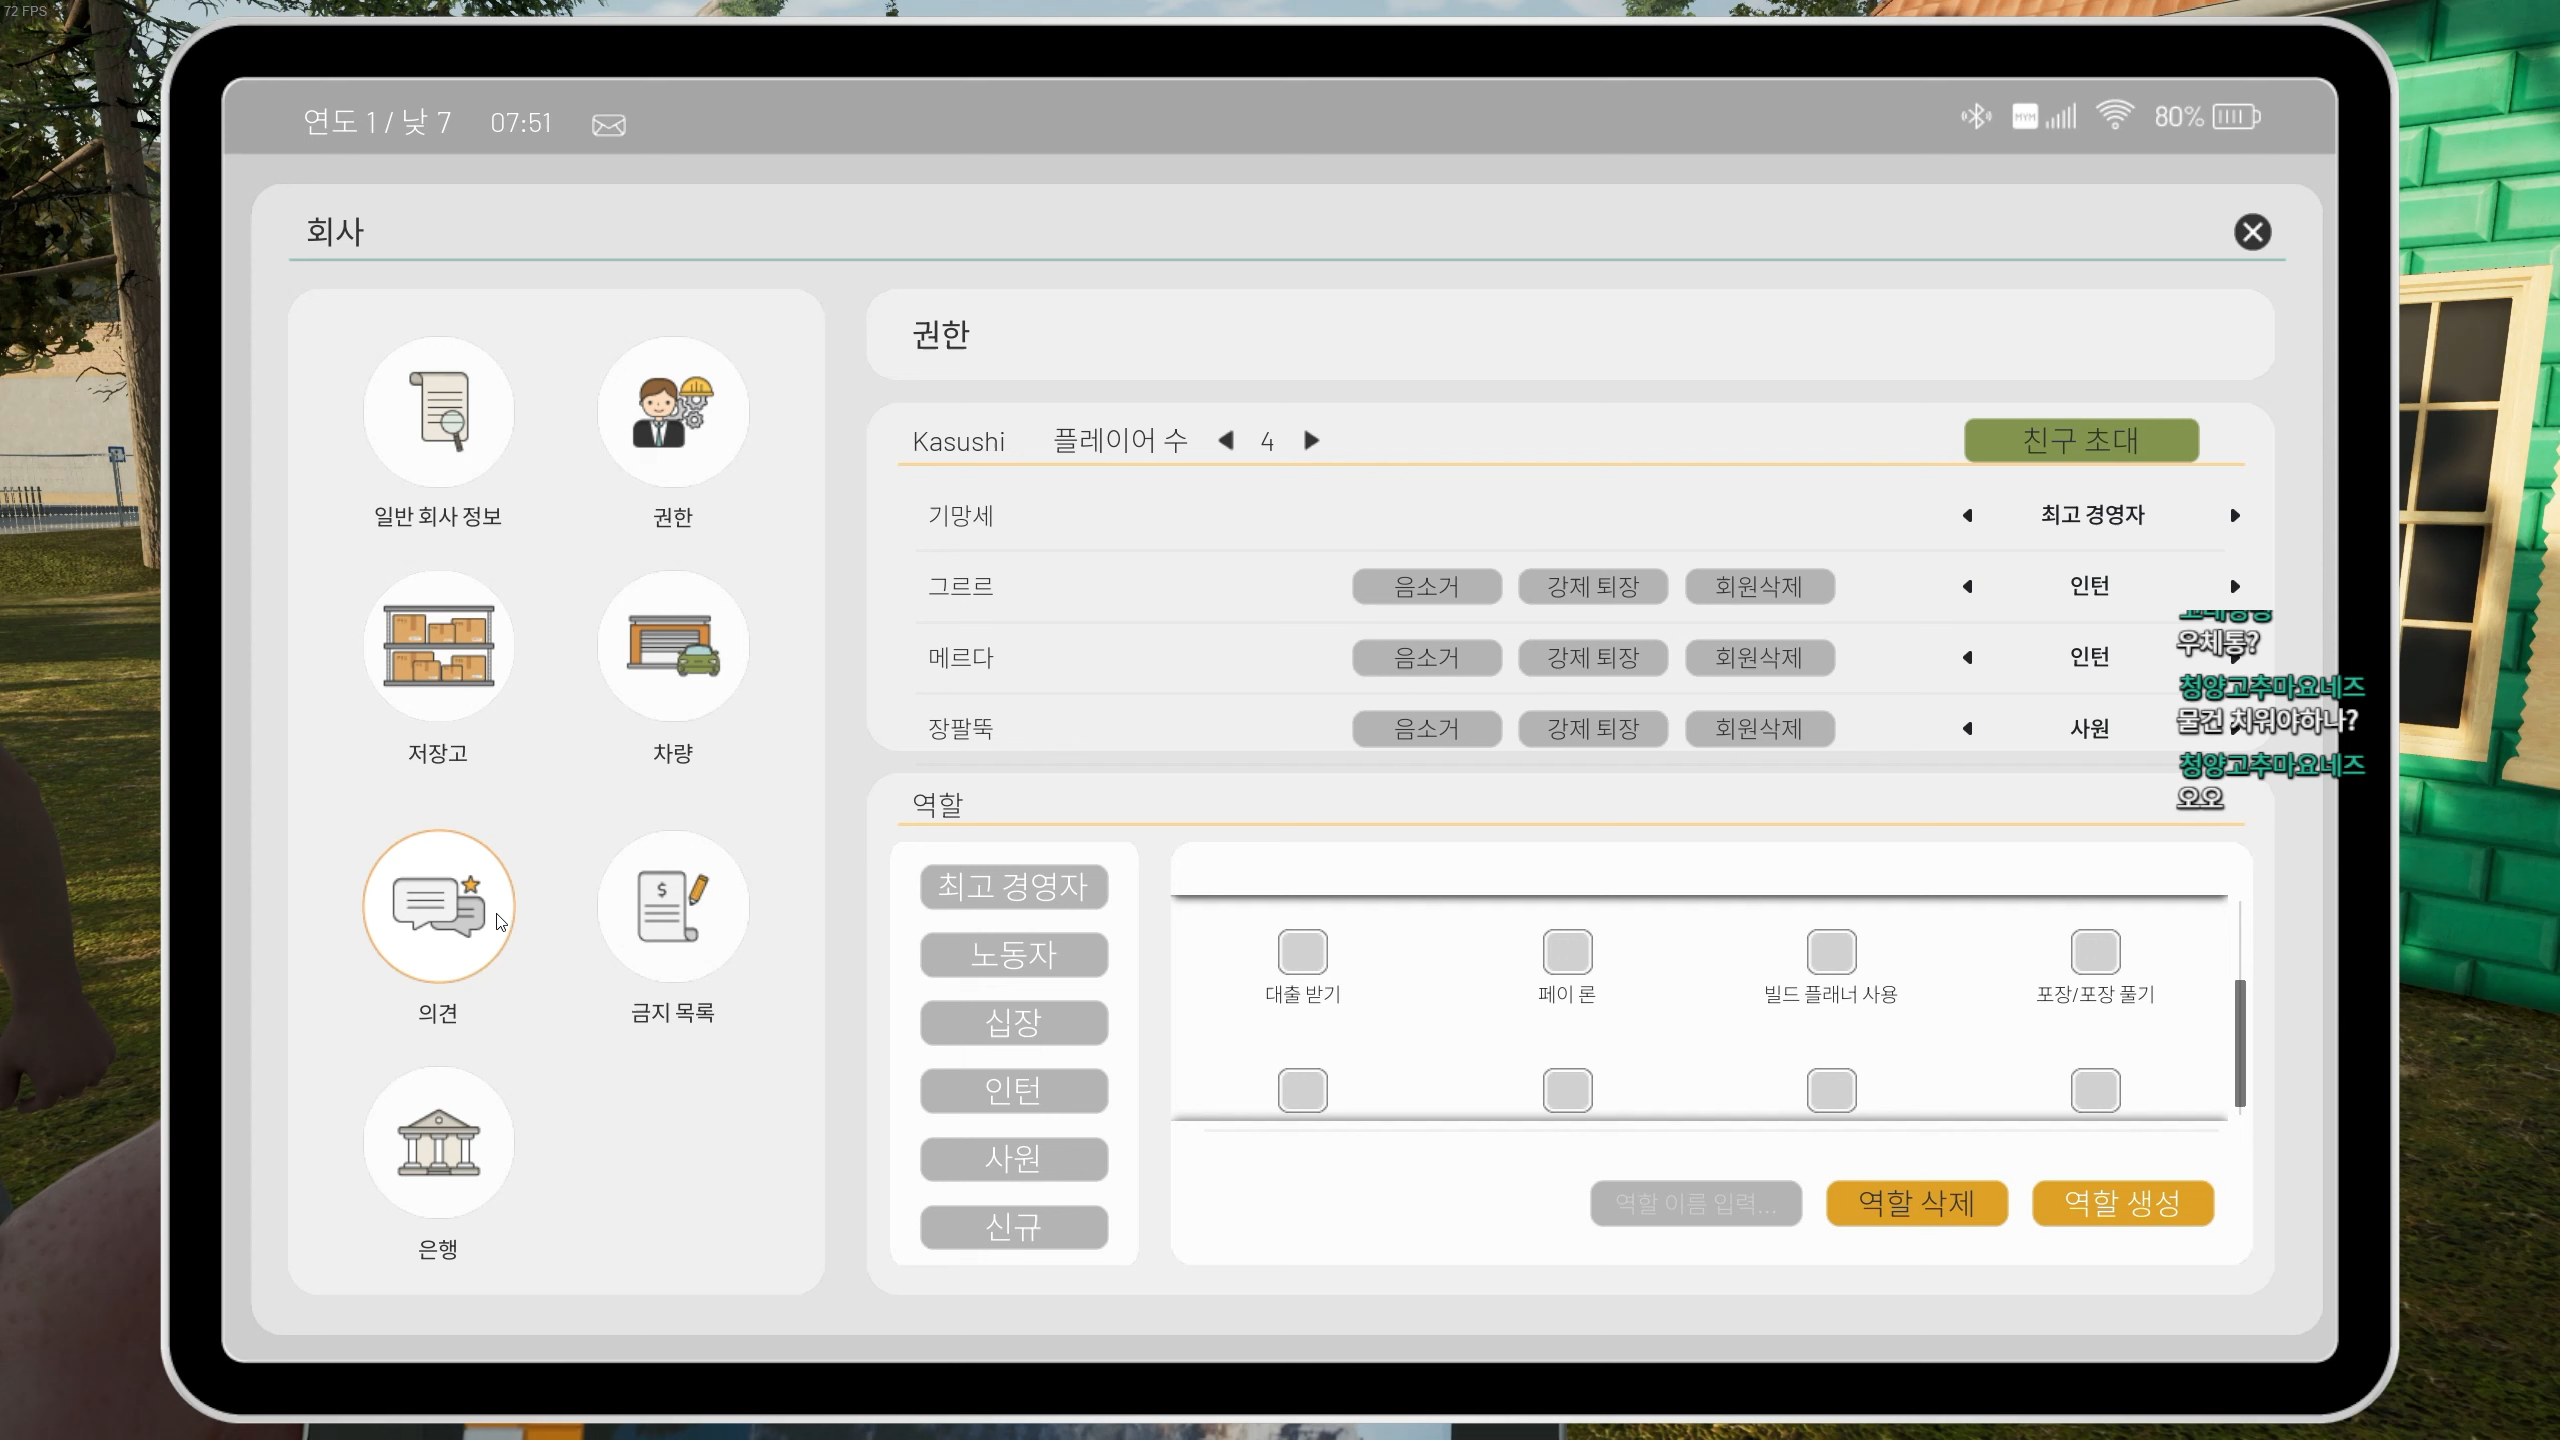 72 FPS
연도 1 / 낮 7 07:51
MYM 80%
회사
일반 회사 정보
권한
저장고
차량
의견
금지 목록
은행
권한
Kasushi 플레이어 수 4 친구 초대
기망세 최고 경영자
그르르 음소거 강제 퇴장 회원삭제 인턴
메르다 음소거 강제 퇴장 회원삭제 인턴
장팔뚝 음소거 강제 퇴장 회원삭제 사원
우체통?
청양고추마요네즈
물건 치워야하나?
청양고추마요네즈
오오
역할
최고 경영자
노동자
십장
인턴
사원
신규
대출 받기 페이 론 빌드 플래너 사용 포장/포장 풀기
역할 이름 입력... 역할 삭제 역할 생성